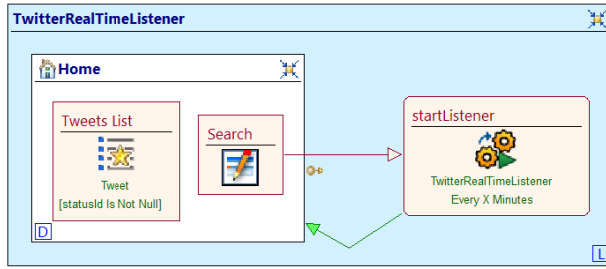 TwitterRealTimeListener
Home
Tweets List
Tweet
[statusId Is Not Null]
Search
startListener
TwitterRealTimeListener
Every X Minutes
D
L